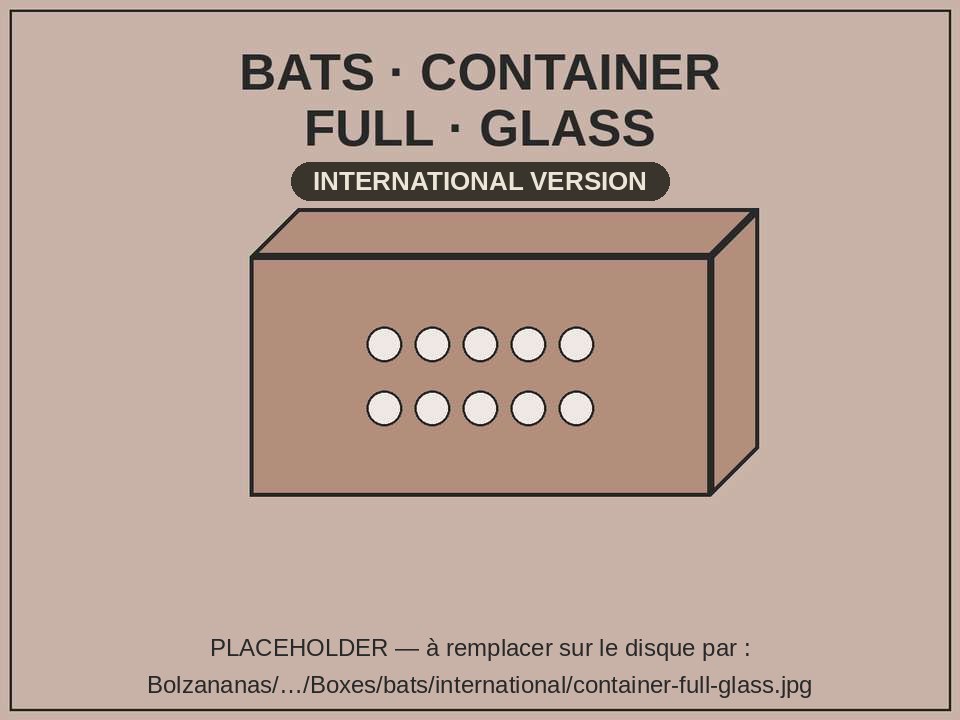 BATS · CONTAINER
FULL · GLASS
INTERNATIONAL VERSION
PLACEHOLDER — à remplacer sur le disque par :
Bolzananas/…/Boxes/bats/international/container-full-glass.jpg